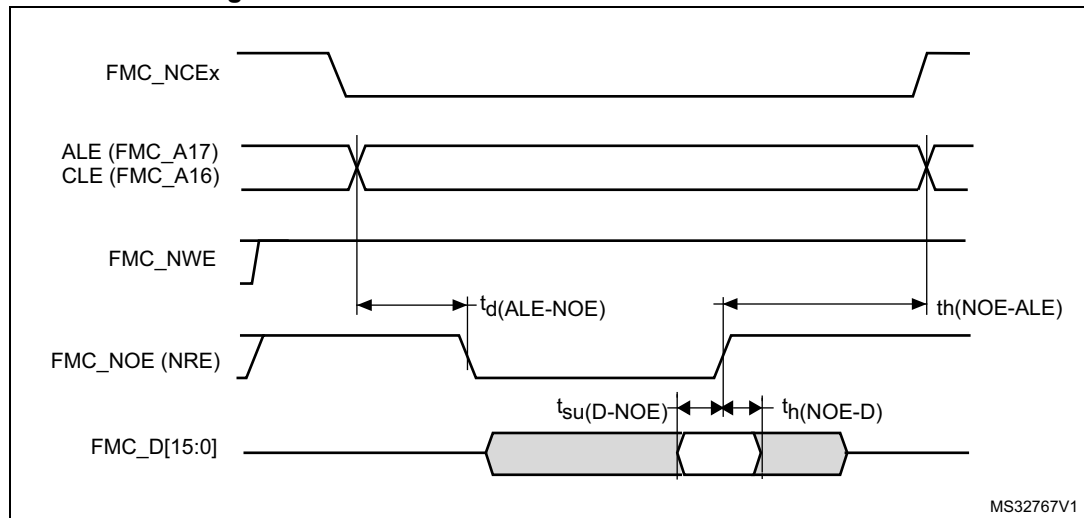 FMC_NCEx
ALE (FMC_A17)
CLE (FMC_A16)
FMC_NWE
td(ALE-NOE)
th(NOE-ALE)
FMC_NOE (NRE)
tsu(D-NOE)
th(NOE-D)
FMC_D[15:0]
MS32767V1